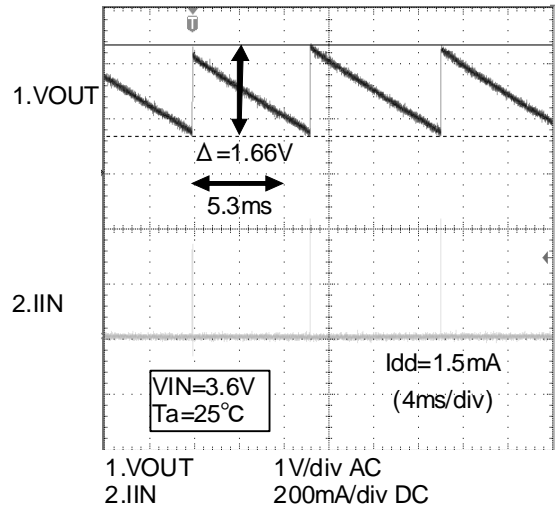 T
1.VOUT
Δ=1.66V
5.3ms
2.IIN
Idd=1.5mA
VIN=3.6V
(4ms/div)
Ta=25°C
1.VOUT 1V/div AC
2.IIN 200mA/div DC